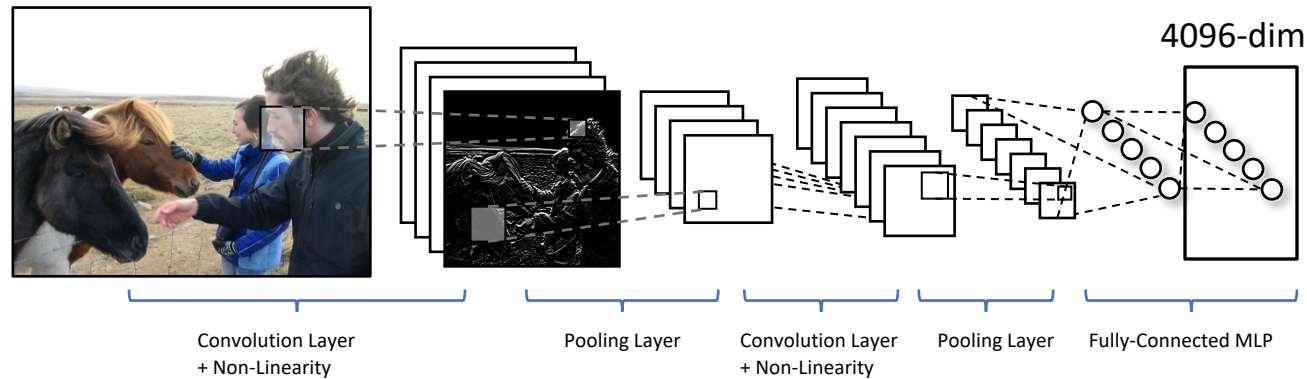 4096-dim
Convolution Layer
+ Non-Linearity
Pooling Layer
Convolution Layer
+ Non-Linearity
Pooling Layer
Fully-Connected MLP